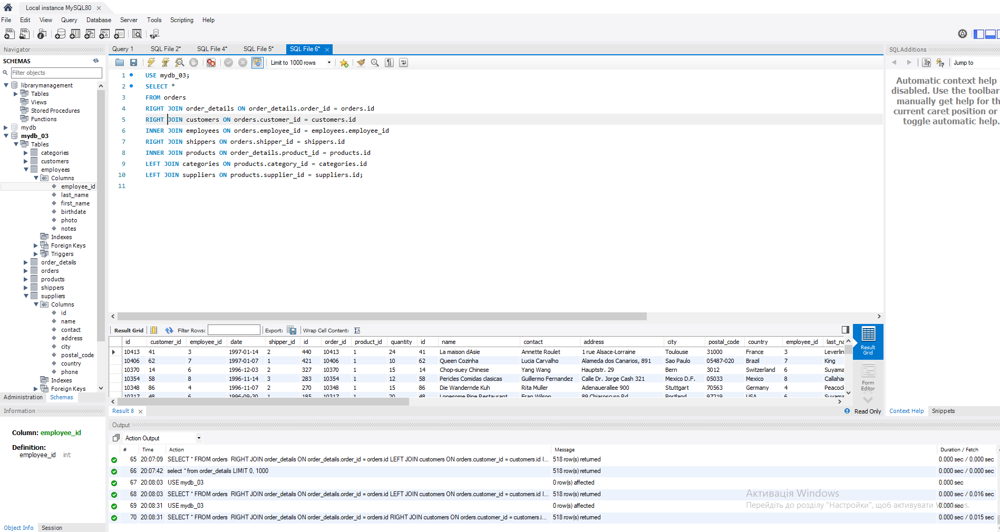 Local instance MySQL80
File Edit View Query Database Server Tools Scripting Help
Navigator
SCHEMAS
Filter objects
librarymanagement
Tables
Views
Stored Procedures
Functions
mydb
mydb_03
Tables
categories
customers
employees
Columns
employee_id
last_name
first_name
birthdate
photo
notes
Indexes
Foreign Keys
Triggers
order_details
orders
products
shippers
suppliers
Columns
id
name
contact
address
city
postal_code
country
phone
Indexes
Foreign Keys
Administration Schemas
Information
Column: employee_id
Definition:
employee_id int
Object Info Session
Query 1 SQL File 2* SQL File 4* SQL File 5* SQL File 6*
Limit to 1000 rows
1 USE mydb_03;
2 SELECT *
3 FROM orders
4 RIGHT JOIN order_details ON order_details.order_id = orders.id
5 RIGHT JOIN customers ON orders.customer_id = customers.id
6 INNER JOIN employees ON orders.employee_id = employees.employee_id
7 RIGHT JOIN shippers ON orders.shipper_id = shippers.id
8 INNER JOIN products ON order_details.product_id = products.id
9 LEFT JOIN categories ON products.category_id = categories.id
10 LEFT JOIN suppliers ON products.supplier_id = suppliers.id;
11
Result Grid Filter Rows: Export: Wrap Cell Content:
id customer_id employee_id date shipper_id id order_id product_id quantity id name contact address city postal_code country employee_id last_na
10413 41 3 1997-01-14 2 440 10413 1 24 41 La maison dAsie Annette Roulet 1 rue Alsace-Lorraine Toulouse 31000 France 3 Leverlin
10406 62 7 1997-01-07 1 421 10406 1 10 62 Queen Cozinha Lucia Carvalho Alameda dos Canarios, 891 Sao Paulo 05487-020 Brazil 7 King
10370 14 6 1996-12-03 2 327 10370 1 15 14 Chop-suey Chinese Yang Wang Hauptstr. 29 Bern 3012 Switzerland 6 Suyama
10354 58 8 1996-11-14 3 283 10354 1 12 58 Pericles Comidas clasicas Guillermo Fernandez Calle Dr. Jorge Cash 321 Mexico D.F. 05033 Mexico 8 Callahar
10348 86 4 1996-11-07 2 270 10348 1 15 86 Die Wandernde Kuh Rita Muller Adenauerallee 900 Stuttgart 70563 Germany 4 Peacock
10317 48 6 1996-09-30 1 185 10317 1 20 48 Lonesome Pine Restaurant Fran Wilson 89 Chiaroscuro Rd. Portland 97219 USA 6 Suyama
Result Grid
Form Editor
Result 8 Read Only
Output
Action Output
# Time Action Message Duration / Fetch
65 20:07:09 SELECT * FROM orders RIGHT JOIN order_details ON order_details.order_id = orders.id LEFT JOIN customers ON orders.customer_id = customers.id I... 518 row(s) returned 0.000 sec / 0.000 sec
66 20:07:42 select * from order_details LIMIT 0, 1000 518 row(s) returned 0.000 sec / 0.000 sec
67 20:08:03 USE mydb_03 0 row(s) affected 0.000 sec
68 20:08:03 SELECT * FROM orders RIGHT JOIN order_details ON order_details.order_id = orders.id LEFT JOIN customers ON orders.customer_id = customers.id I... 518 row(s) returned 0.000 sec / 0.016 sec
69 20:08:31 USE mydb_03 0 row(s) affected 0.000 sec
70 20:08:31 SELECT * FROM orders RIGHT JOIN order_details ON order_details.order_id = orders.id RIGHT JOIN customers ON orders.customer_id = customers.i... 518 row(s) returned 0.000 sec / 0.015 sec
SQLAdditions
Jump to
Automatic context help
disabled. Use the toolbar
manually get help for th
current caret position or
toggle automatic help.
Context Help Snippets
Активація Windows
Перейдіть до розділу "Настройки", щоб активувати Windows.